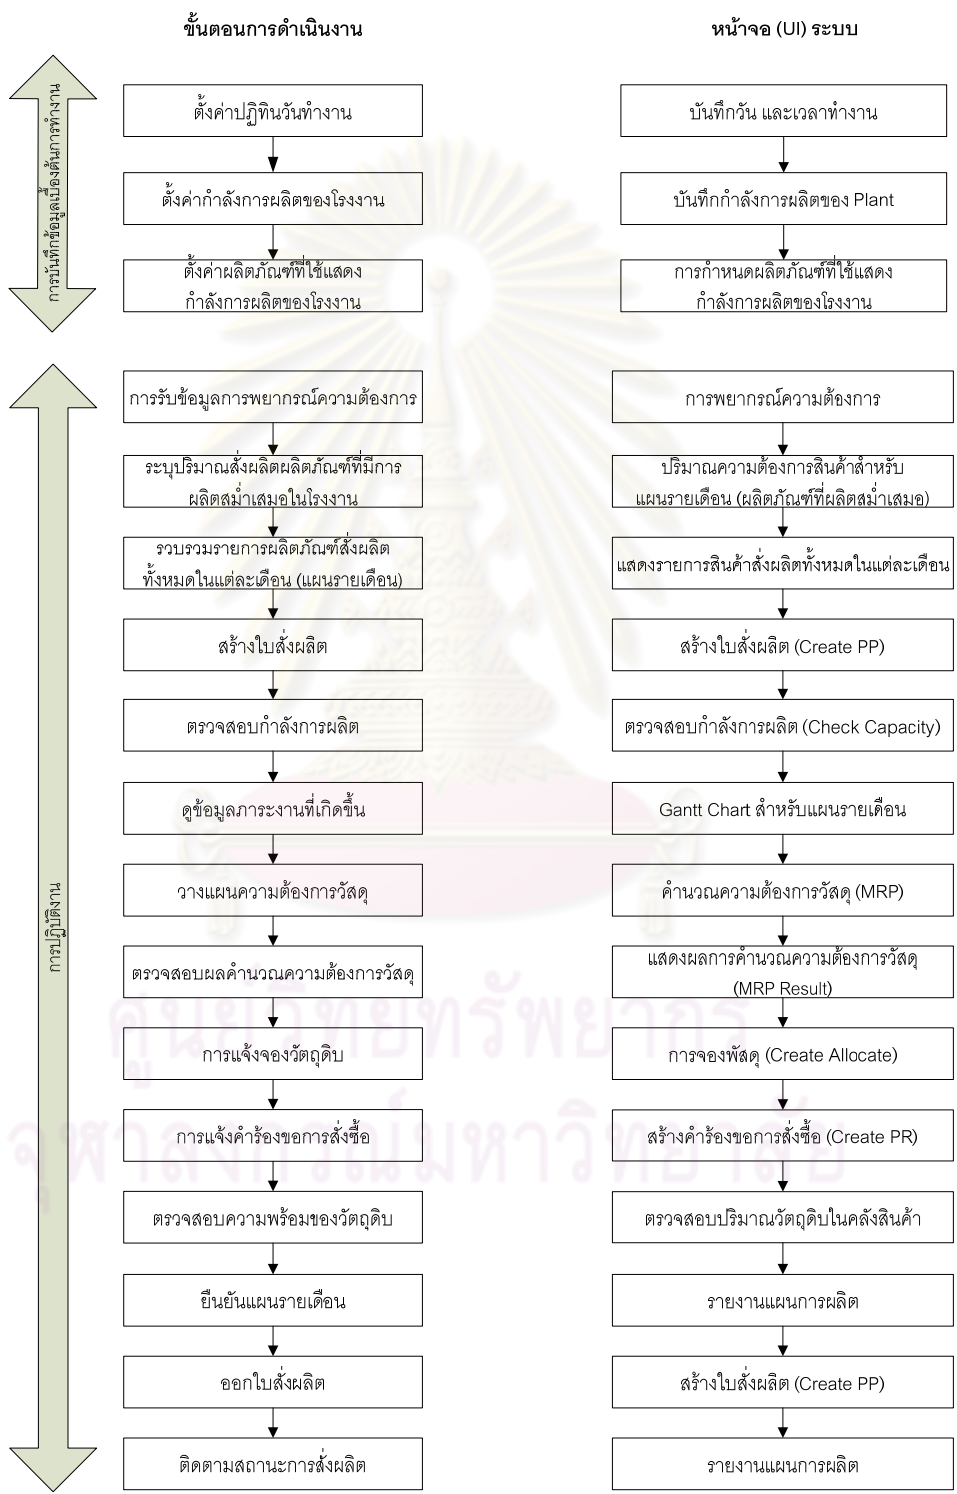 ขั้นตอนการดำเนินงาน
หน้าจอ (UI) ระบบ
การบันทึกข้อมูลเบื้องต้นการทำงาน
ตั้งค่าปฏิทินวันทำงาน
บันทึกวัน และเวลาทำงาน
ตั้งค่ากำลังการผลิตของโรงงาน
บันทึกกำลังการผลิตของ Plant
ตั้งค่าผลิตภัณฑ์ที่ใช้แสดง
กำลังการผลิตของโรงงาน
การกำหนดผลิตภัณฑ์ที่ใช้แสดง
กำลังการผลิตของโรงงาน
การปฏิบัติงาน
การรับข้อมูลการพยากรณ์ความต้องการ
การพยากรณ์ความต้องการ
ระบุปริมาณสั่งผลิตผลิตภัณฑ์ที่มีการ
ผลิตสม่ำเสมอในโรงงาน
ปริมาณความต้องการสินค้าสำหรับ
แผนรายเดือน (ผลิตภัณฑ์ที่ผลิตสม่ำเสมอ)
รวบรวมรายการผลิตภัณฑ์สั่งผลิต
ทั้งหมดในแต่ละเดือน (แผนรายเดือน)
แสดงรายการสินค้าสั่งผลิตทั้งหมดในแต่ละเดือน
สร้างใบสั่งผลิต
สร้างใบสั่งผลิต (Create PP)
ตรวจสอบกำลังการผลิต
ตรวจสอบกำลังการผลิต (Check Capacity)
ดูข้อมูลภาระงานที่เกิดขึ้น
Gantt Chart สำหรับแผนรายเดือน
วางแผนความต้องการวัสดุ
คำนวณความต้องการวัสดุ (MRP)
ตรวจสอบผลคำนวณความต้องการวัสดุ
แสดงผลการคำนวณความต้องการวัสดุ
(MRP Result)
การแจ้งจองวัตถุดิบ
การจองพัสดุ (Create Allocate)
การแจ้งคำร้องขอการสั่งซื้อ
สร้างคำร้องขอการสั่งซื้อ (Create PR)
ตรวจสอบความพร้อมของวัตถุดิบ
ตรวจสอบปริมาณวัตถุดิบในคลังสินค้า
ยืนยันแผนรายเดือน
รายงานแผนการผลิต
ออกใบสั่งผลิต
สร้างใบสั่งผลิต (Create PP)
ติดตามสถานะการสั่งผลิต
รายงานแผนการผลิต
ศูนย์วิทยทรัพยากร
จุฬาลงกรณ์มหาวิทยาลัย